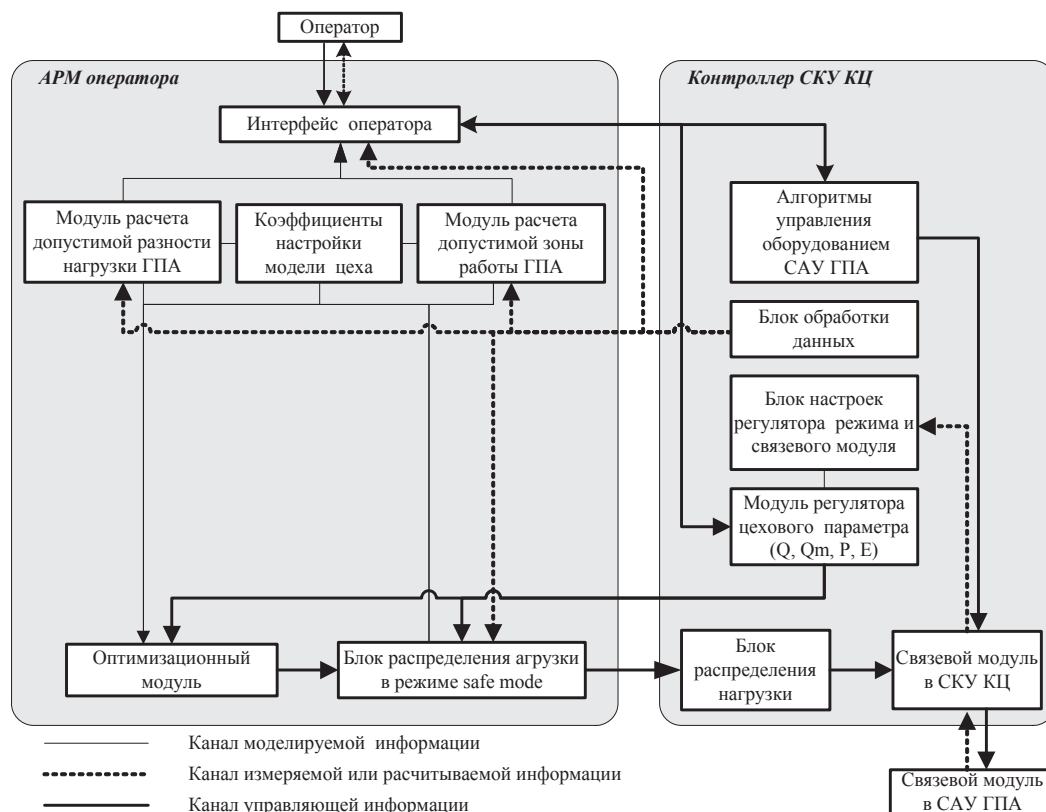 Оператор
АРМ оператора
Контроллер СКУ КЦ
Интерфейс оператора
Модуль расчета
допустимой разности
нагрузки ГПА
Коэффициенты
настройки
модели цеха
Модуль расчета
допустимой зоны
работы ГПА
Алгоритмы
управления
оборудованием
САУ ГПА
Блок обработки
данных
Блок настроек
регулятора режима и
связевого модуля
Модуль регулятора
цехового параметра
(Q, Qm, P, E)
Оптимизационный
модуль
Блок распределения агрузки
в режиме safe mode
Блок
распределения
нагрузки
Связевой модуль
в СКУ КЦ
Канал моделируемой информации
Канал измеряемой или расчитываемой информации
Канал управляющей информации
Связевой модуль
в САУ ГПА